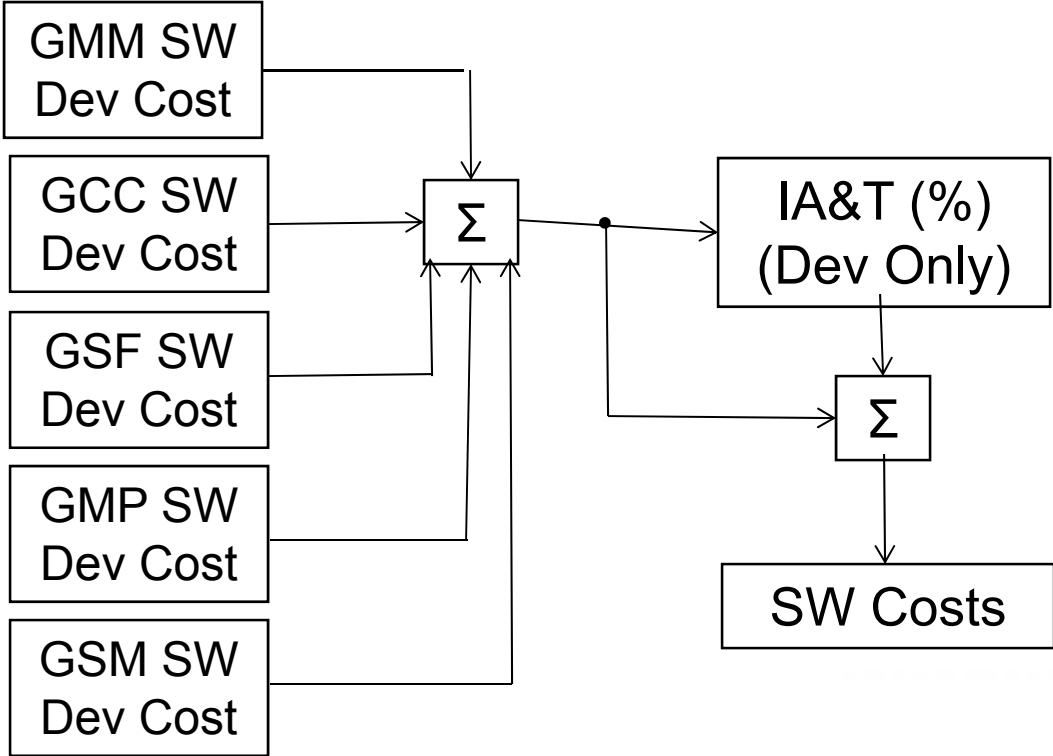 GMM SW
Dev Cost
GCC SW
Dev Cost
GSF SW
Dev Cost
GMP SW
Dev Cost
GSM SW
Dev Cost
Σ
IA&T (%)
(Dev Only)
Σ
SW Costs